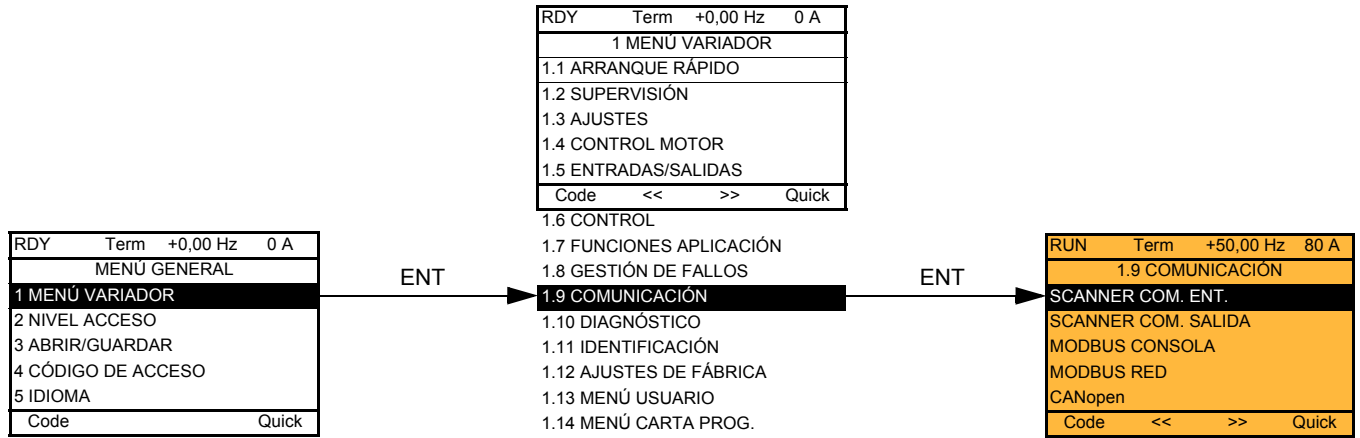 RDY Term +0,00 Hz 0 A
MENÚ GENERAL
1 MENÚ VARIADOR
2 NIVEL ACCESO
3 ABRIR/GUARDAR
4 CÓDIGO DE ACCESO
5 IDIOMA
Code Quick
ENT
RDY Term +0,00 Hz 0 A
1 MENÚ VARIADOR
1.1 ARRANQUE RÁPIDO
1.2 SUPERVISIÓN
1.3 AJUSTES
1.4 CONTROL MOTOR
1.5 ENTRADAS/SALIDAS
Code << >> Quick
1.6 CONTROL
1.7 FUNCIONES APLICACIÓN
1.8 GESTIÓN DE FALLOS
1.9 COMUNICACIÓN
1.10 DIAGNÓSTICO
1.11 IDENTIFICACIÓN
1.12 AJUSTES DE FÁBRICA
1.13 MENÚ USUARIO
1.14 MENÚ CARTA PROG.
ENT
RUN Term +50,00 Hz 80 A
1.9 COMUNICACIÓN
SCANNER COM. ENT.
SCANNER COM. SALIDA
MODBUS CONSOLA
MODBUS RED
CANopen
Code << >> Quick